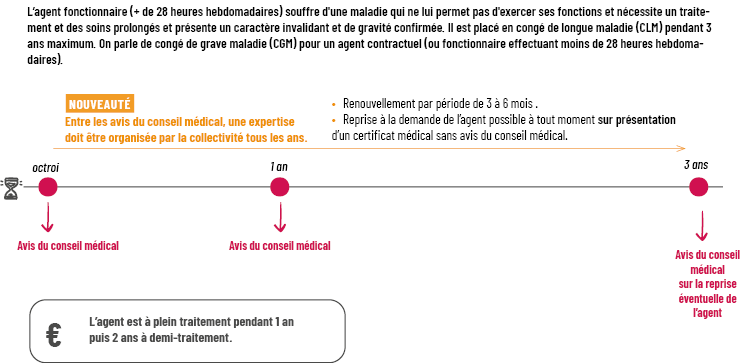 L'agent fonctionnaire (+ de 28 heures hebdomadaires) souffre d'une maladie qui ne lui permet pas d'exercer ses fonctions et nécessite un traite-
ment et des soins prolongés et présente un caractère invalidant et de gravité confirmée. Il est placé en congé de longue maladie (CLM) pendant 3
ans maximum. On parle de congé de grave maladie (CGM) pour un agent contractuel (ou fonctionnaire effectuant moins de 28 heures hebdoma-
daires).
NOUVEAUTÉ
Entre les avis du conseil médical, une expertise
doit être organisée par la collectivité tous les ans.
• Renouvellement par période de 3 à 6 mois .
• Reprise à la demande de l'agent possible à tout moment sur présentation
d'un certificat médical sans avis du conseil médical.
octroi
1 an
3 ans
Avis du conseil médical
Avis du conseil médical
Avis du conseil
médical
sur la reprise
éventuelle de
l'agent
€
L'agent est à plein traitement pendant 1 an
puis 2 ans à demi-traitement.